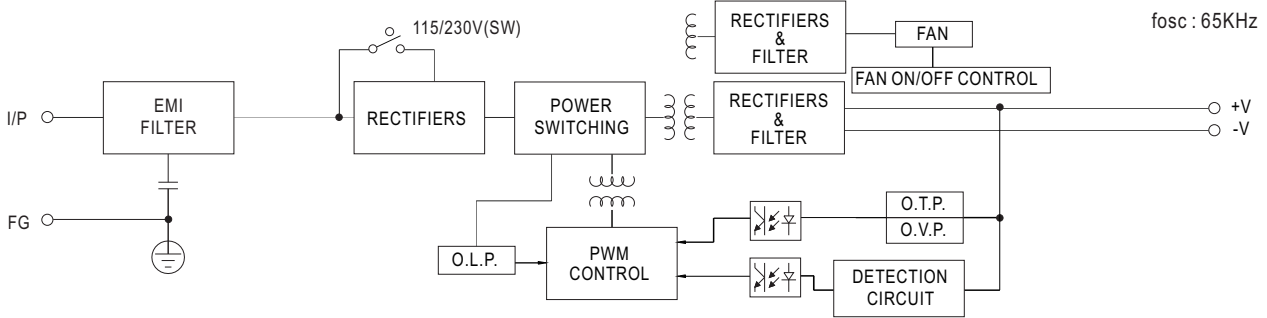 115/230V(SW)
RECTIFIERS
&
FILTER
FAN
fosc : 65KHz
FAN ON/OFF CONTROL
I/P
EMI
FILTER
RECTIFIERS
POWER
SWITCHING
RECTIFIERS
&
FILTER
+V
-V
FG
O.T.P.
O.V.P.
O.L.P.
PWM
CONTROL
DETECTION
CIRCUIT